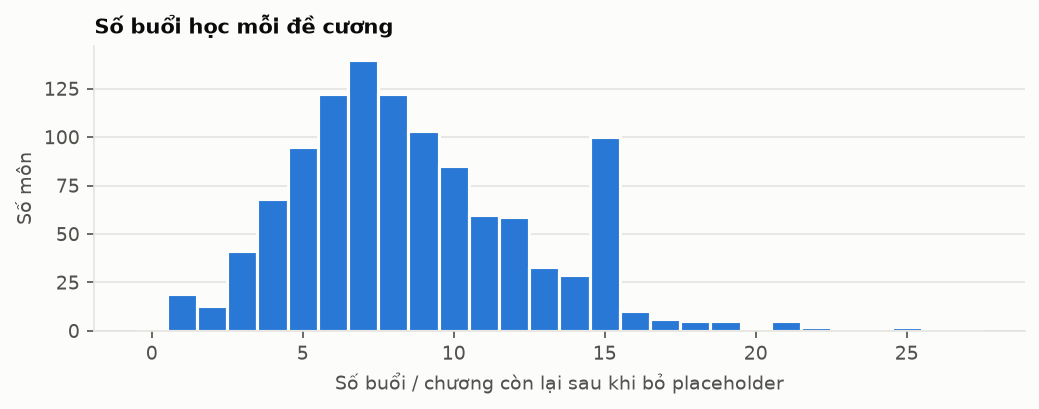 Số buổi học mỗi đề cương
Số môn
125
100
75
50
25
0
0 5 10 15 20 25
Số buổi / chương còn lại sau khi bỏ placeholder